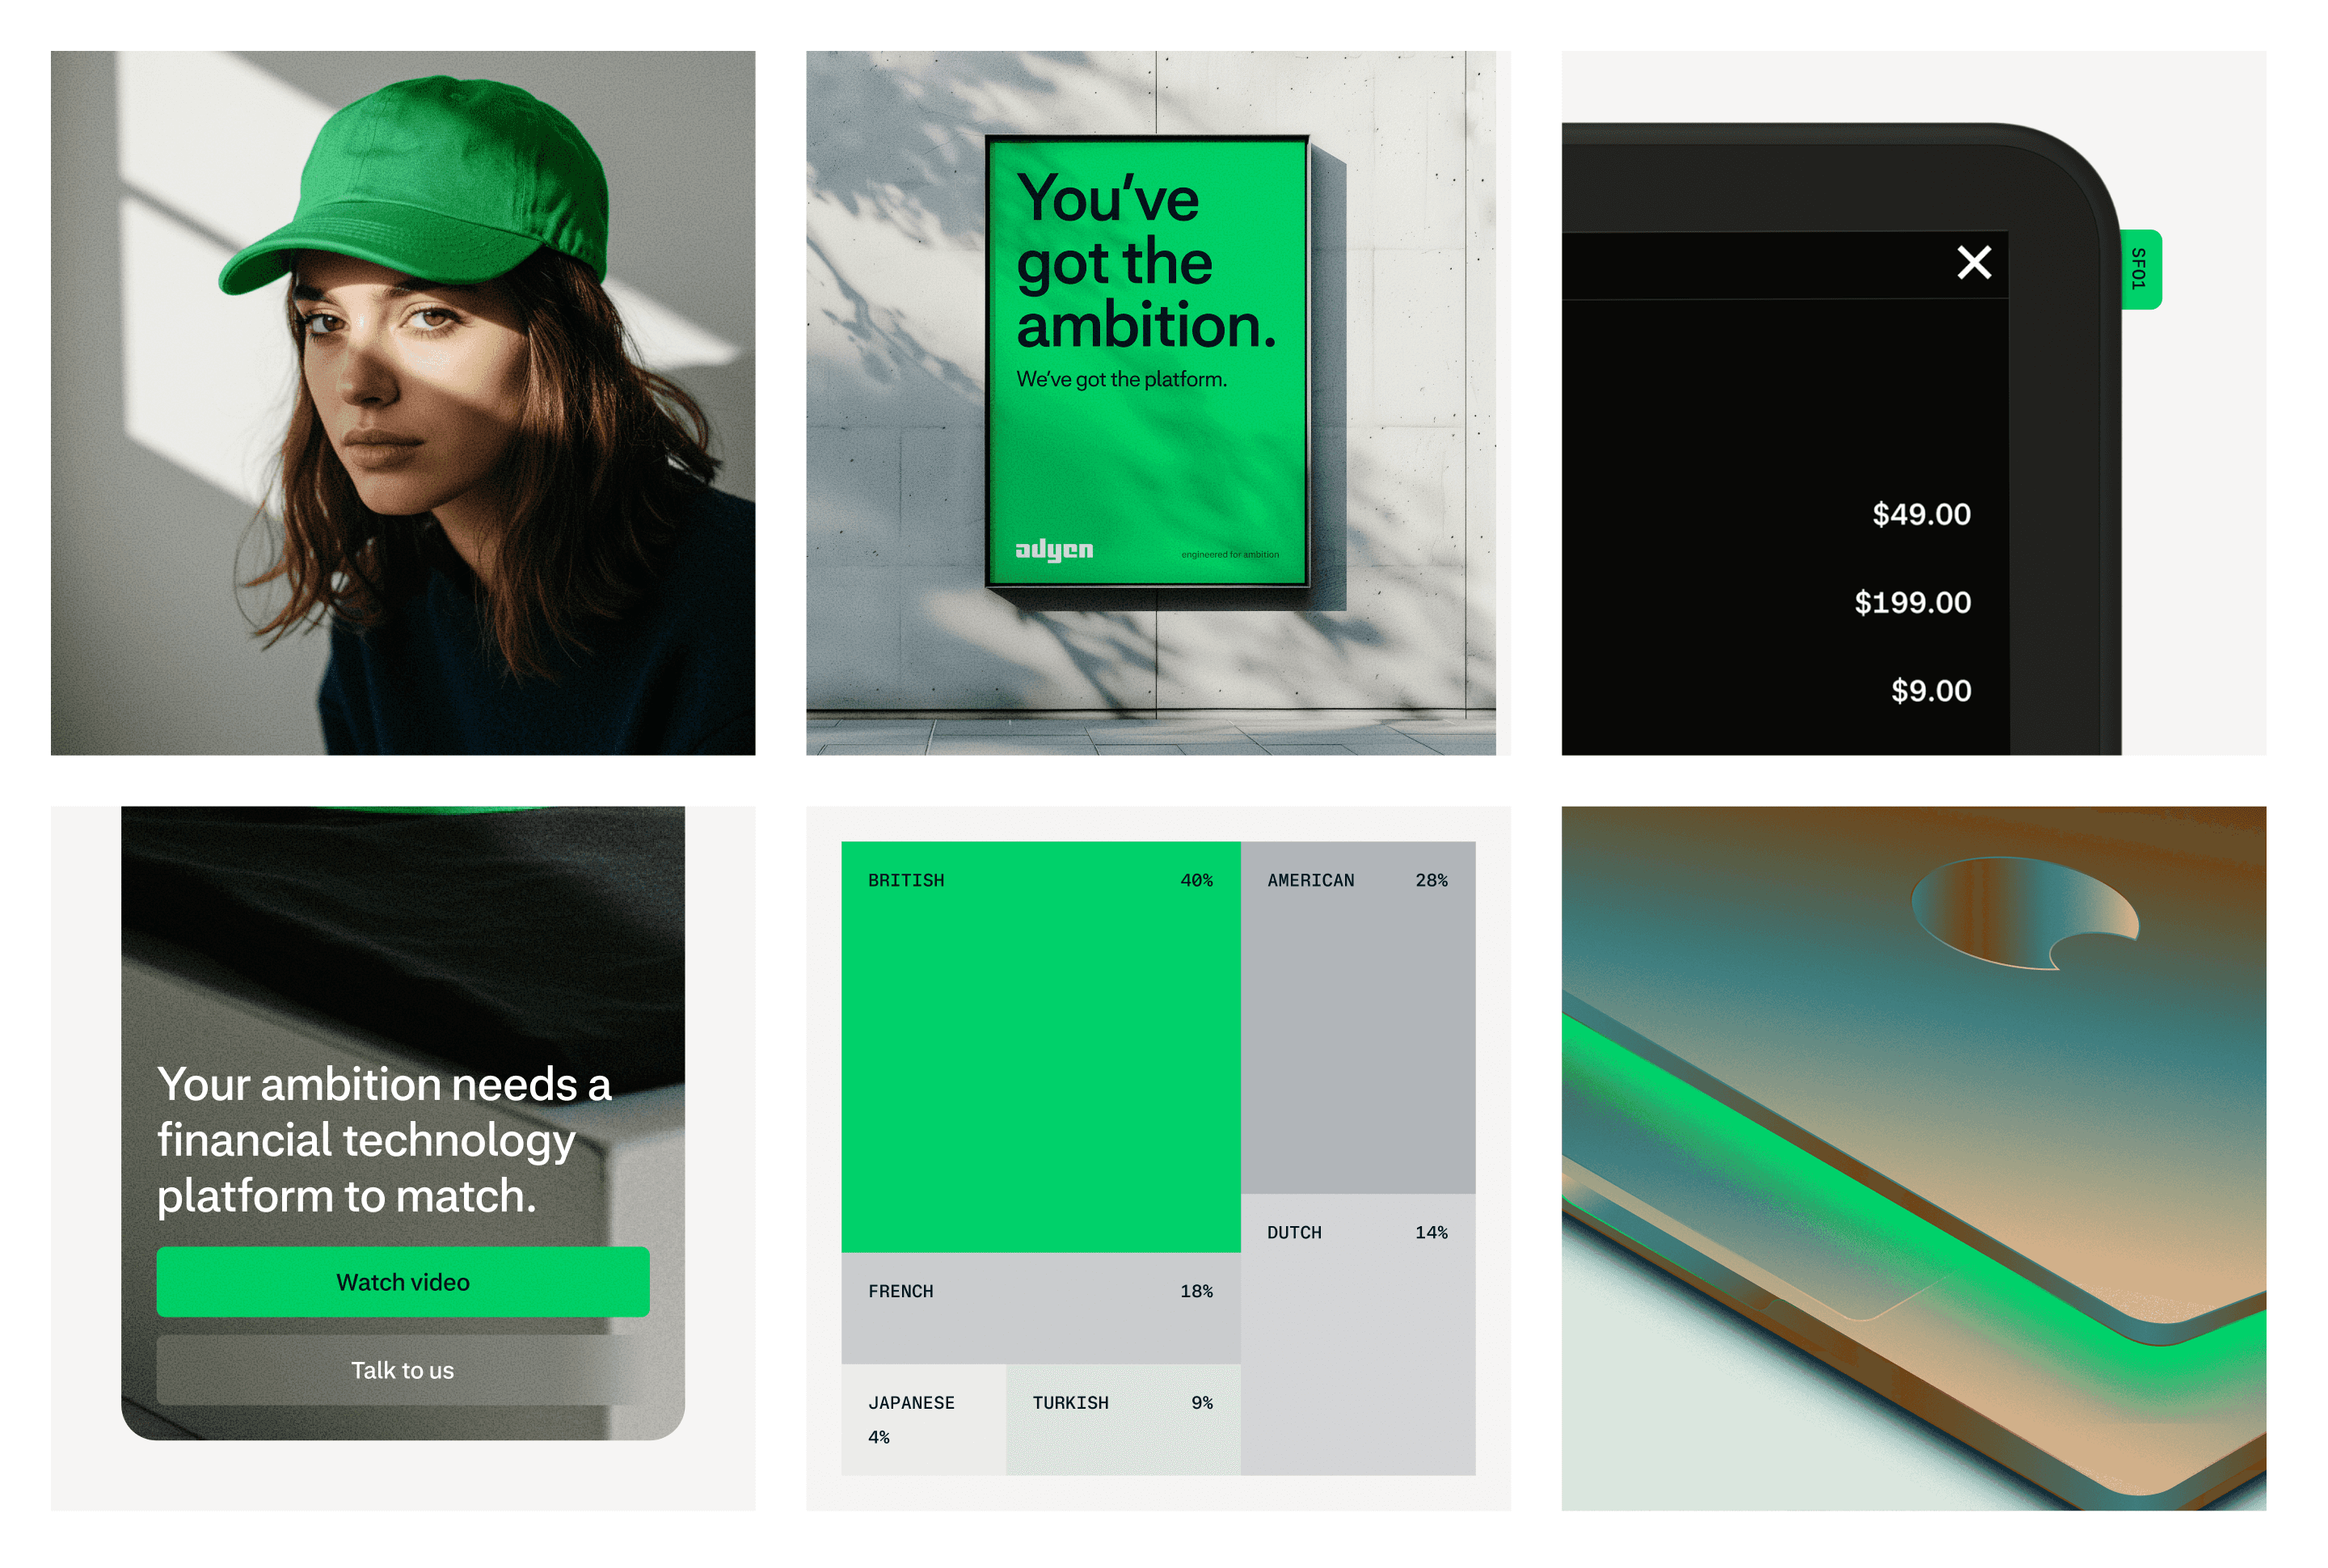 You've
got the
ambition.
We've got the platform.
adyen
engineered for ambition
SF01
$49.00
$199.00
$9.00
Your ambition needs a
financial technology
platform to match.
Watch video
Talk to us
BRITISH 40%
AMERICAN 28%
DUTCH 14%
FRENCH 18%
JAPANESE
4%
TURKISH 9%